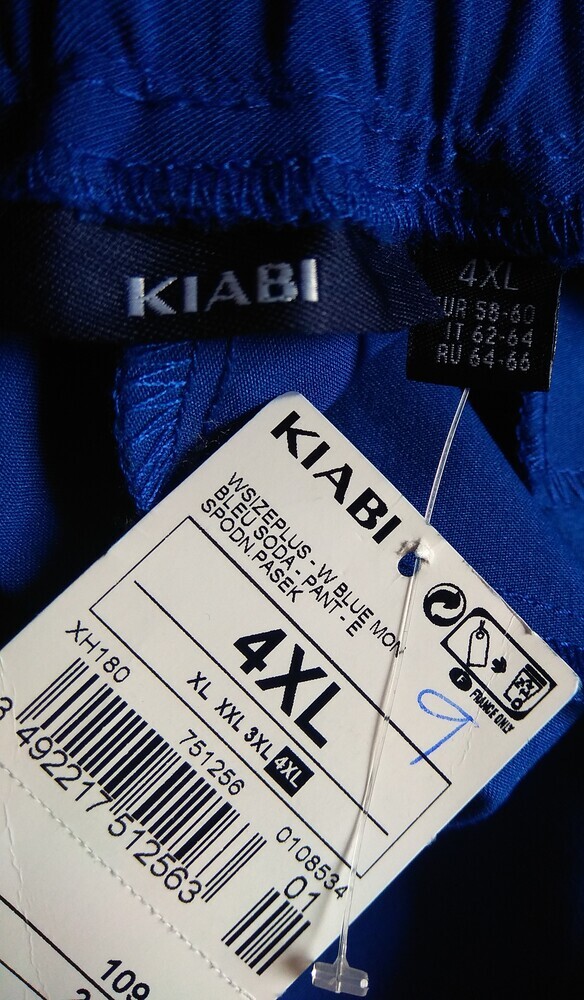 KIABI
4XL
EUR 58-60
IT 62-64
RU 64-66
KIABI
WSIZEPLUS - W BLUE MON
BLEU SODA - PANT - E
SPODN.PASEK
4XL
XL XXL 3XL 4XL
FRANCE ONLY
9
XH180
751256
0108534
3 492217 512563
01
109